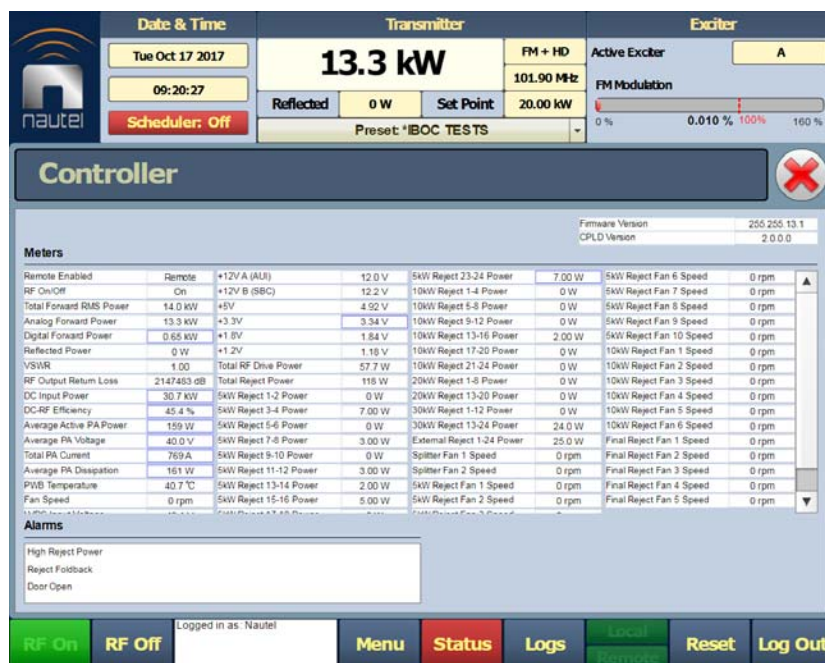 nautel
Date & Time
Tue Oct 17 2017
09:20:27
Scheduler: Off
Transmitter
13.3 kW
FM + HD
101.90 MHz
Reflected 0 W Set Point 20.00 kW
Preset: *IBOC TESTS
Exciter
Active Exciter A
FM Modulation
0 % 0.010 % 100% 160 %
Controller
Firmware Version 255.255.13.1
CPLD Version 2.0.0.0
Meters
Remote Enabled Remote +12V A (AUI) 12.0 V 5kW Reject 23-24 Power 7.00 W 5kW Reject Fan 6 Speed 0 rpm
RF On/Off On +12V B (SBC) 12.2 V 10kW Reject 1-4 Power 0 W 5kW Reject Fan 7 Speed 0 rpm
Total Forward RMS Power 14.0 kW +5V 4.92 V 10kW Reject 5-8 Power 0 W 5kW Reject Fan 8 Speed 0 rpm
Analog Forward Power 13.3 kW +3.3V 3.34 V 10kW Reject 9-12 Power 0 W 5kW Reject Fan 9 Speed 0 rpm
Digital Forward Power 0.65 kW +1.8V 1.84 V 10kW Reject 13-16 Power 2.00 W 5kW Reject Fan 10 Speed 0 rpm
Reflected Power 0 W +1.2V 1.18 V 10kW Reject 17-20 Power 0 W 10kW Reject Fan 1 Speed 0 rpm
VSWR 1.00 Total RF Drive Power 57.7 W 10kW Reject 21-24 Power 0 W 10kW Reject Fan 2 Speed 0 rpm
RF Output Return Loss 2147483 dB Total Reject Power 118 W 20kW Reject 1-8 Power 0 W 10kW Reject Fan 3 Speed 0 rpm
DC Input Power 30.7 kW 5kW Reject 1-2 Power 0 W 20kW Reject 13-20 Power 0 W 10kW Reject Fan 4 Speed 0 rpm
DC-RF Efficiency 45.4 % 5kW Reject 3-4 Power 7.00 W 30kW Reject 1-12 Power 0 W 10kW Reject Fan 5 Speed 0 rpm
Average Active PA Power 159 W 5kW Reject 5-6 Power 0 W 30kW Reject 13-24 Power 24.0 W 10kW Reject Fan 6 Speed 0 rpm
Average PA Voltage 40.0 V 5kW Reject 7-8 Power 3.00 W External Reject 1-24 Power 25.0 W Final Reject Fan 1 Speed 0 rpm
Total PA Current 769 A 5kW Reject 9-10 Power 0 W Splitter Fan 1 Speed 0 rpm Final Reject Fan 2 Speed 0 rpm
Average PA Dissipation 161 W 5kW Reject 11-12 Power 3.00 W Splitter Fan 2 Speed 0 rpm Final Reject Fan 3 Speed 0 rpm
PWB Temperature 40.7 °C 5kW Reject 13-14 Power 2.00 W 5kW Reject Fan 1 Speed 0 rpm Final Reject Fan 4 Speed 0 rpm
Fan Speed 0 rpm 5kW Reject 15-16 Power 5.00 W 5kW Reject Fan 2 Speed 0 rpm Final Reject Fan 5 Speed 0 rpm
Alarms
High Reject Power
Reject Foldback
Door Open
RF On RF Off Logged in as: Nautel Menu Status Logs Local Remote Reset Log Out